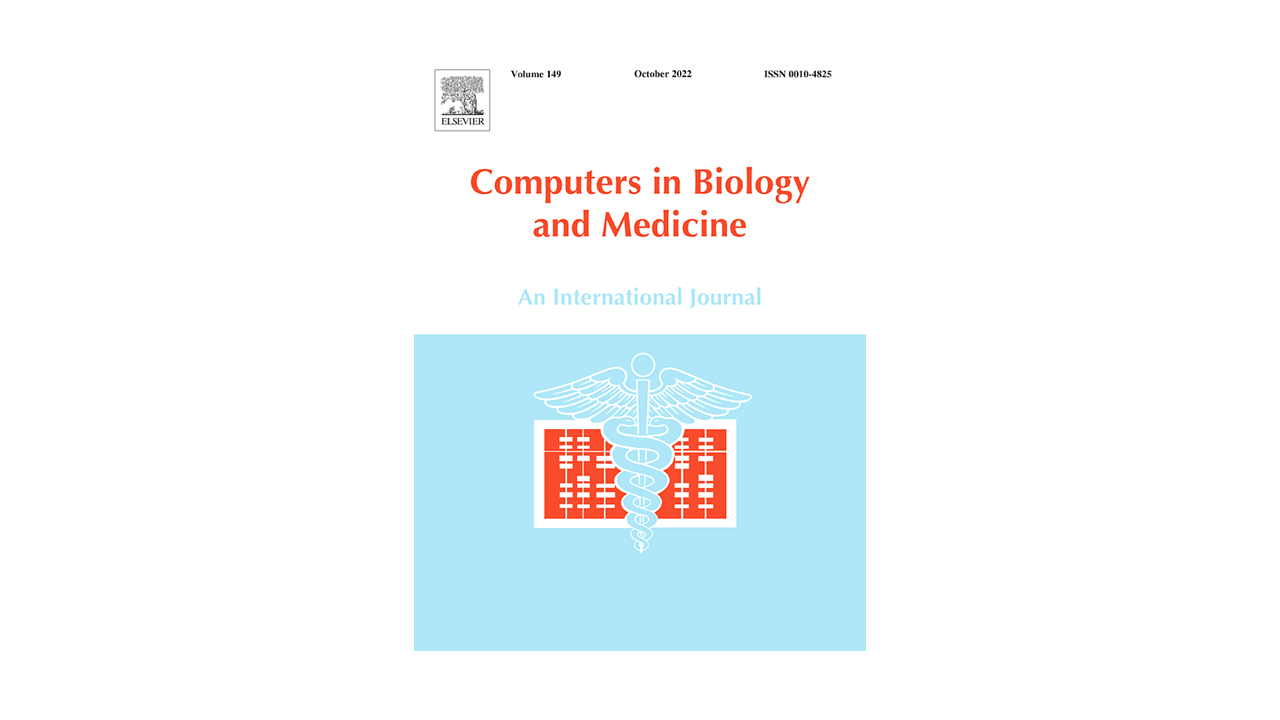 Volume 149 October 2022 ISSN 0010-4825
ELSEVIER
Computers in Biology
and Medicine
An International Journal